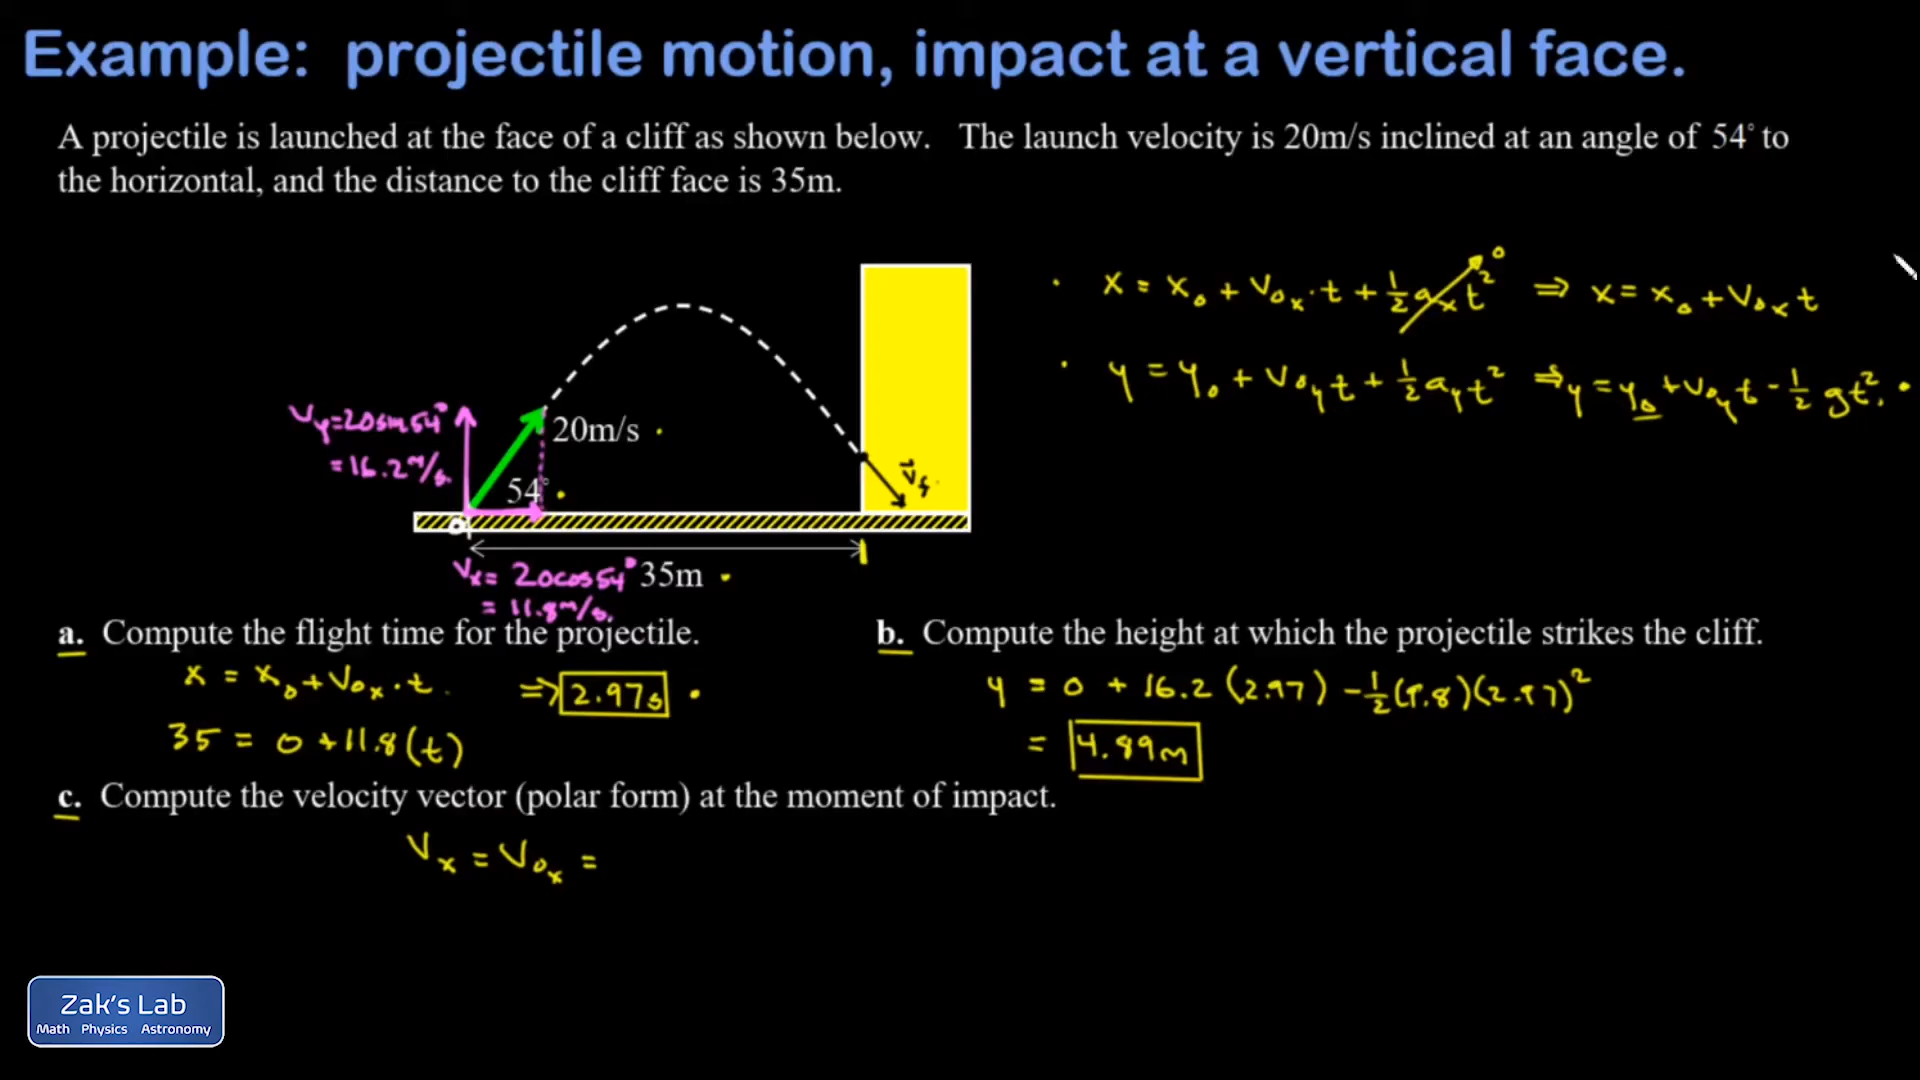 Example: projectile motion, impact at a vertical face.
A projectile is launched at the face of a cliff as shown below. The launch velocity is 20m/s inclined at an angle of 54° to
the horizontal, and the distance to the cliff face is 35m.
· x = x₀ + v₀ₓ·t + ½aₓt² 0 ⇒ x = x₀ + v₀ₓt
· y = y₀ + v₀ᵧt + ½aᵧt² ⇒ y = y₀ + v₀ᵧt - ½gt².
Vy=20sin54°
=16.2m/s.
20m/s
54°
v⃗f
Vx= 20cos54°
= 11.8m/s.
35m
a. Compute the flight time for the projectile.
x = x₀ + v₀ₓ·t. ⇒ 2.97s
35 = 0 + 11.8(t)
b. Compute the height at which the projectile strikes the cliff.
y = 0 + 16.2(2.97) - ½(9.8)(2.97)²
= 4.89m
c. Compute the velocity vector (polar form) at the moment of impact.
Vx = V₀ₓ =
Zak's Lab
Math Physics Astronomy